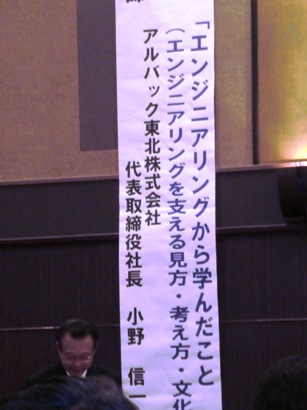 「エンジニアリングから学んだこと
（エンジニアリングを支える見方・考え方・文化
アルバック東北株式会社
代表取締役社長　小野　信一